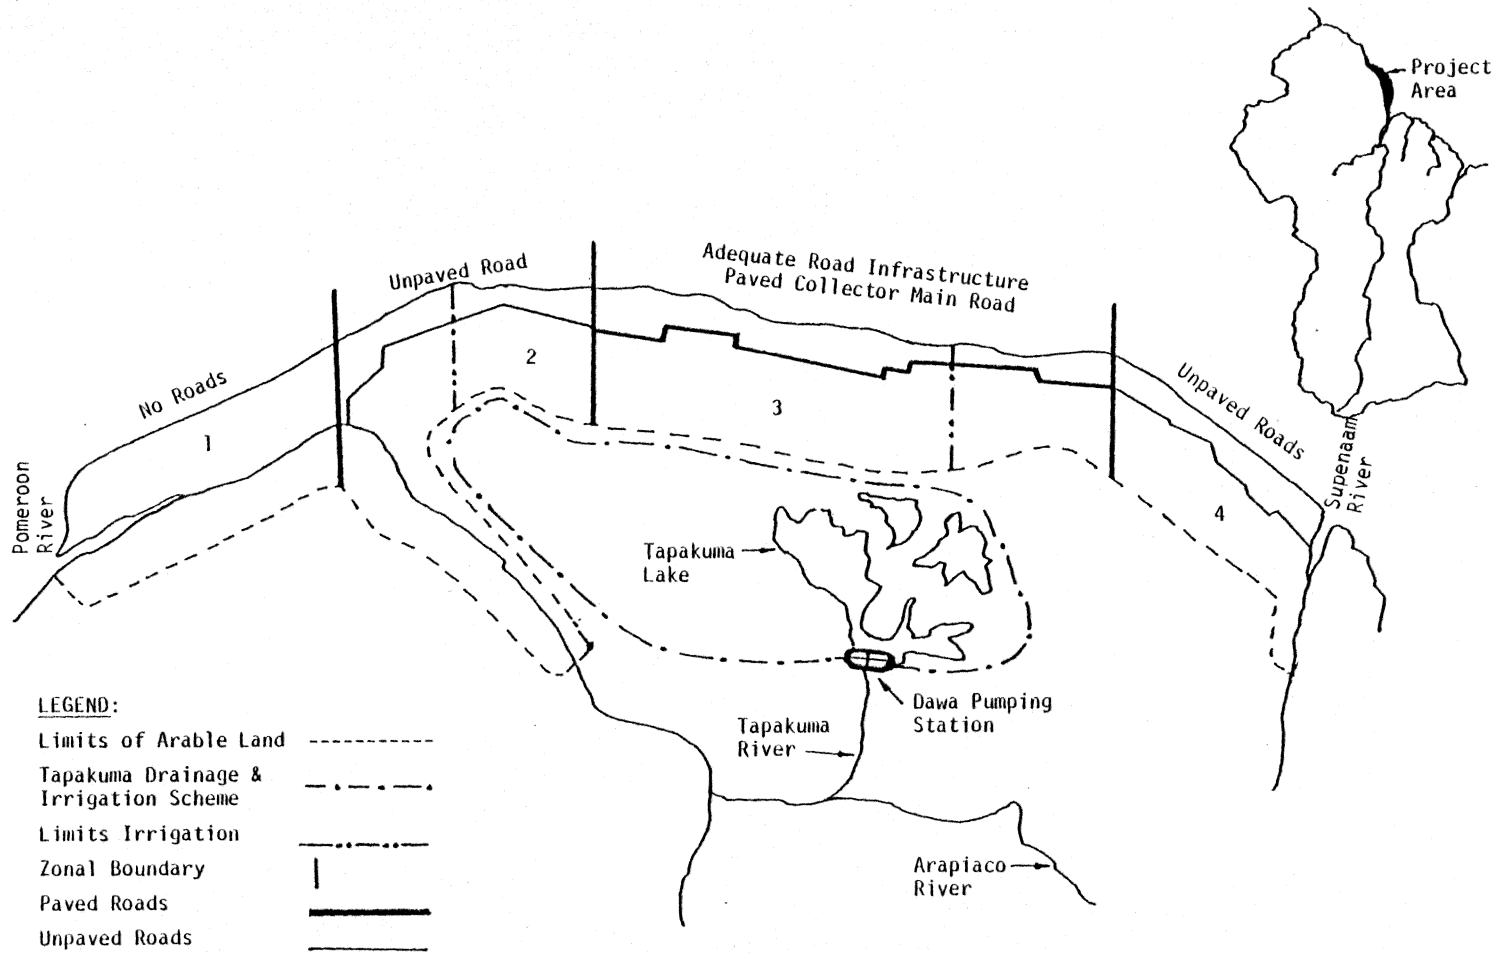 Project
Area
Unpaved Road
Adequate Road Infrastructure
Paved Collector Main Road
No Roads
Unpaved Roads
1
2
3
4
Pomeroon
River
Supenaam
River
Tapakuma
Lake
Dawa Pumping
Station
Tapakuma
River
Arapiaco
River
LEGEND:
Limits of Arable Land
Tapakuma Drainage &
Irrigation Scheme
Limits Irrigation
Zonal Boundary
Paved Roads
Unpaved Roads